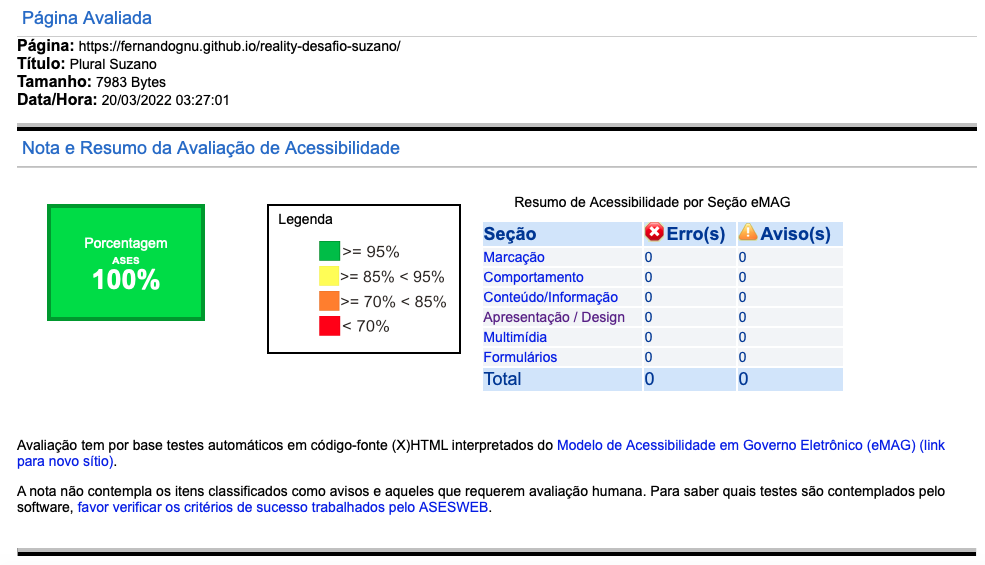 Página Avaliada
Página: https://fernandognu.github.io/reality-desafio-suzano/
Título: Plural Suzano
Tamanho: 7983 Bytes
Data/Hora: 20/03/2022 03:27:01
Nota e Resumo da Avaliação de Acessibilidade
Porcentagem
ASES
100%
Legenda
>= 95%
>= 85% < 95%
>= 70% < 85%
< 70%
Resumo de Acessibilidade por Seção eMAG
Seção Erro(s) Aviso(s)
Marcação 0 0
Comportamento 0 0
Conteúdo/Informação 0 0
Apresentação / Design 0 0
Multimídia 0 0
Formulários 0 0
Total 0 0
Avaliação tem por base testes automáticos em código-fonte (X)HTML interpretados do Modelo de Acessibilidade em Governo Eletrônico (eMAG) (link
para novo sítio).
A nota não contempla os itens classificados como avisos e aqueles que requerem avaliação humana. Para saber quais testes são contemplados pelo
software, favor verificar os critérios de sucesso trabalhados pelo ASESWEB.